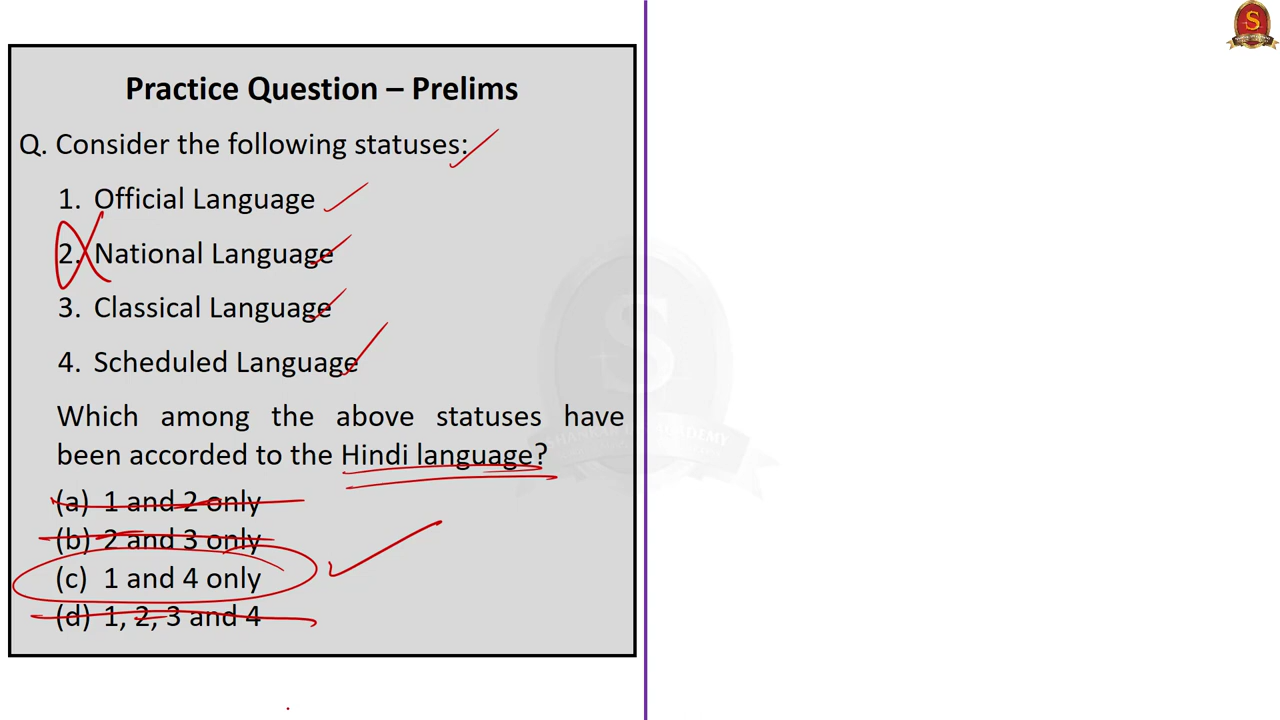 Practice Question – Prelims
Q. Consider the following statuses:
1. Official Language
2. National Language
3. Classical Language
4. Scheduled Language
Which among the above statuses have
been accorded to the Hindi language?
(a) 1 and 2 only
(b) 2 and 3 only
(c) 1 and 4 only
(d) 1, 2, 3 and 4